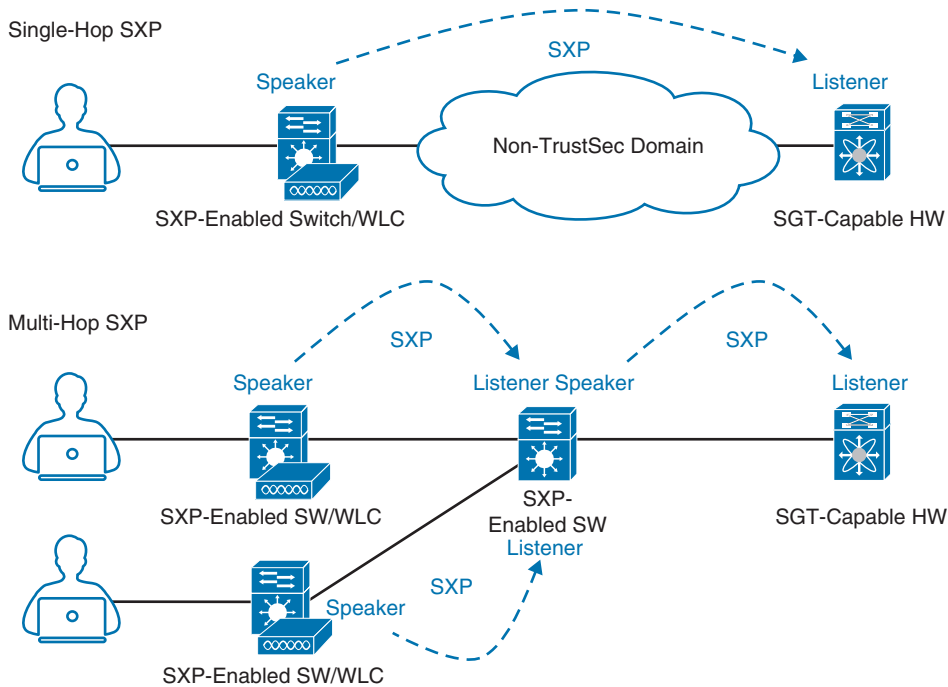 Single-Hop SXP
SXP
Speaker
Listener
Non-TrustSec Domain
SXP-Enabled Switch/WLC
SGT-Capable HW
Multi-Hop SXP
SXP
SXP
Speaker
Listener Speaker
Listener
SXP-Enabled SW/WLC
SXP-
Enabled SW
SGT-Capable HW
Listener
SXP
Speaker
SXP-Enabled SW/WLC